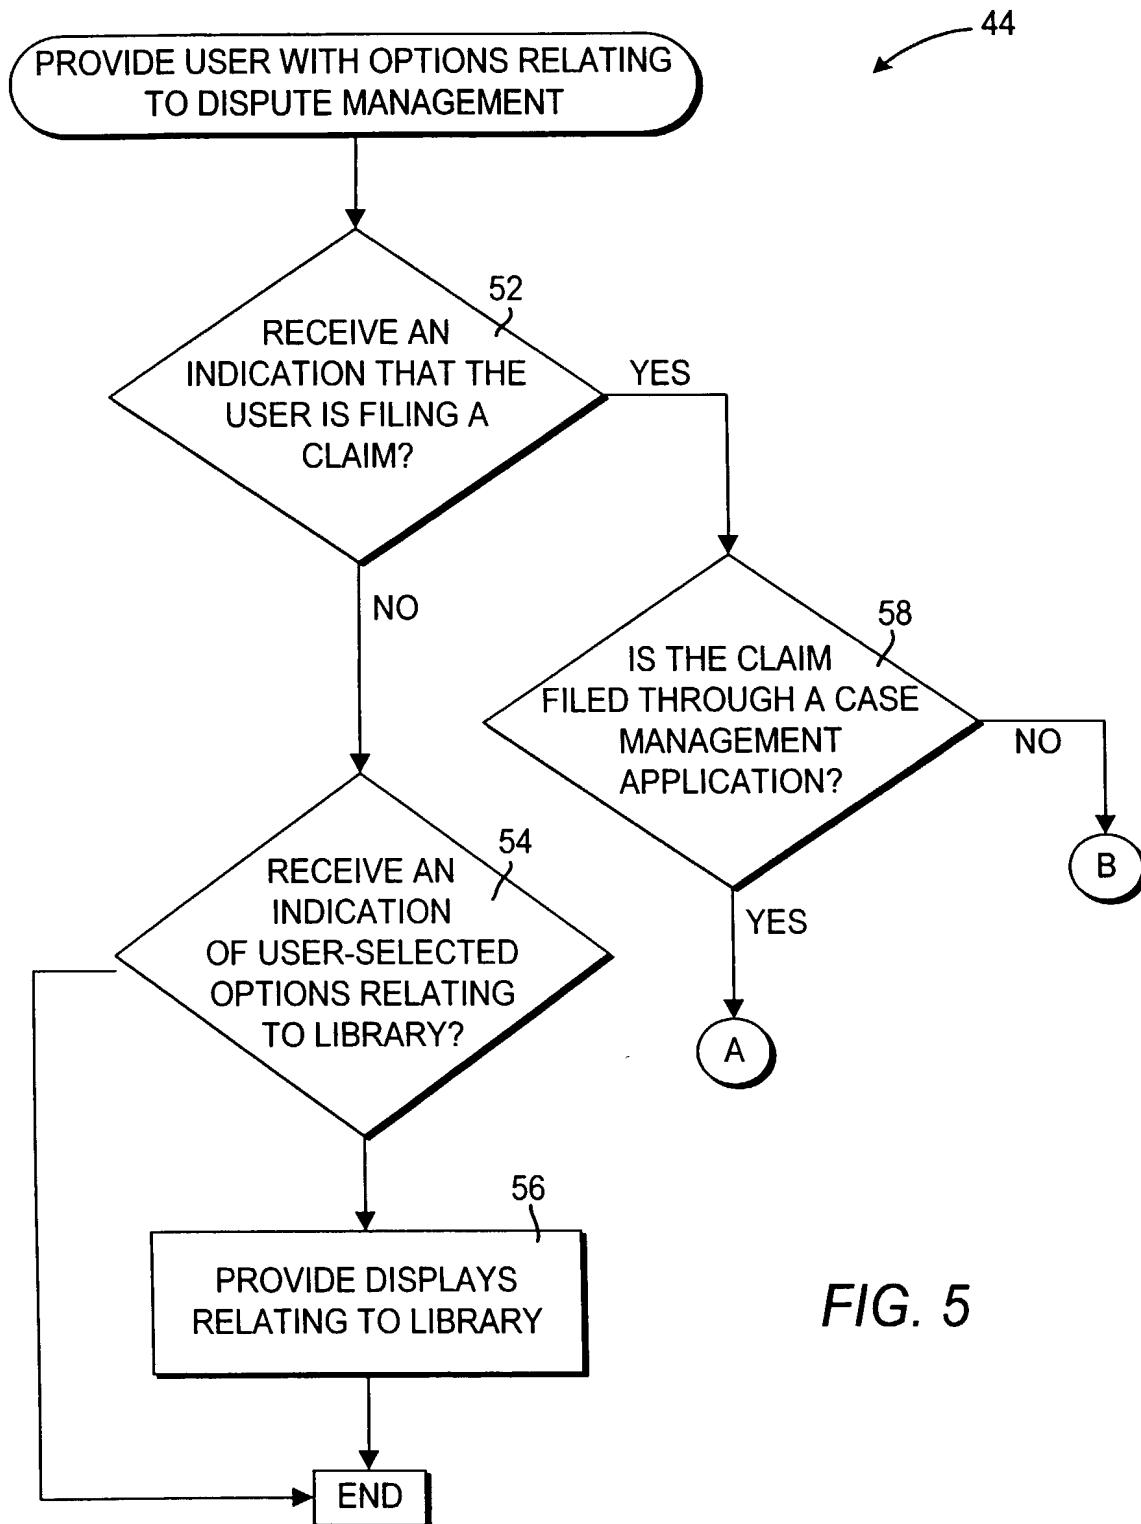 44
PROVIDE USER WITH OPTIONS RELATING
TO DISPUTE MANAGEMENT
52
RECEIVE AN
INDICATION THAT THE
USER IS FILING A
CLAIM?
YES
NO
58
IS THE CLAIM
FILED THROUGH A CASE
MANAGEMENT
APPLICATION?
NO
B
YES
A
54
RECEIVE AN
INDICATION
OF USER-SELECTED
OPTIONS RELATING
TO LIBRARY?
56
PROVIDE DISPLAYS
RELATING TO LIBRARY
END
FIG. 5